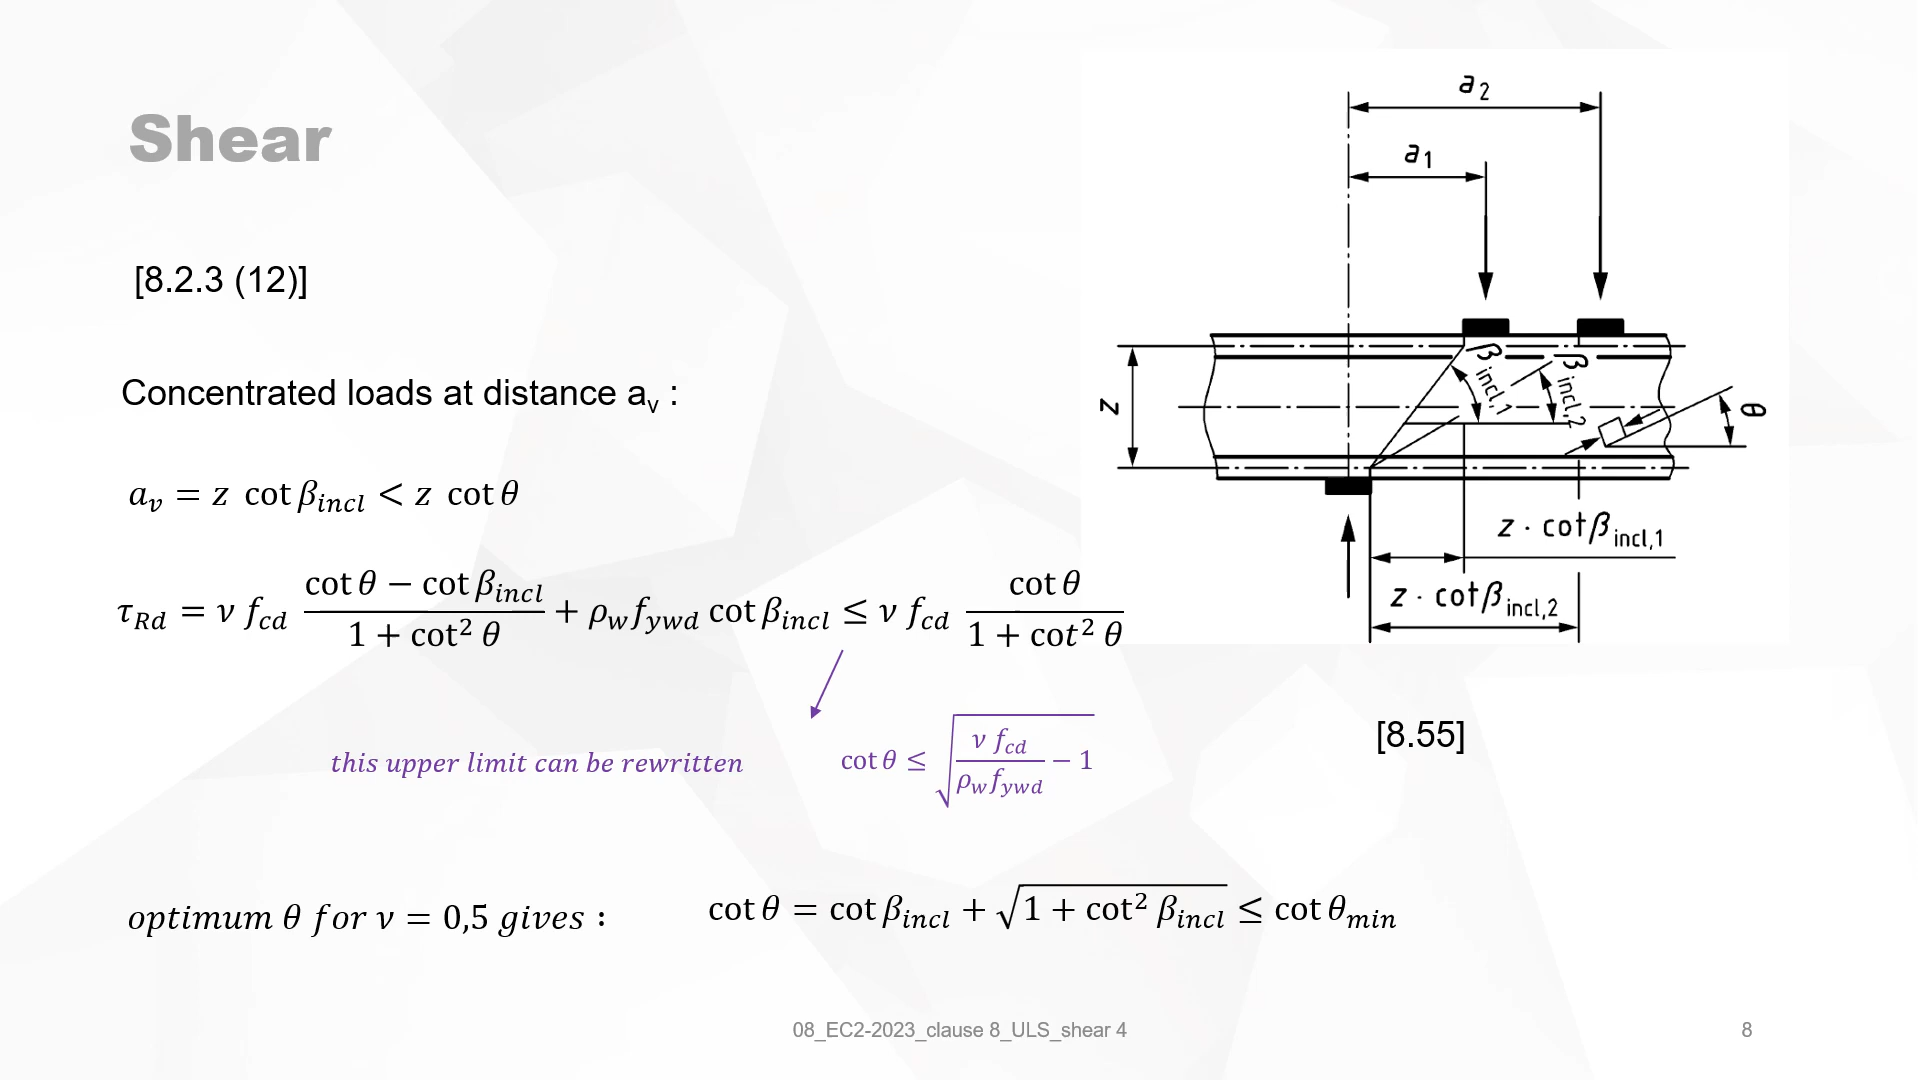 Shear
[8.2.3 (12)]
Concentrated loads at distance a_v :
a_v = z cot β_incl < z cot θ
τ_Rd = ν f_cd (cot θ − cot β_incl)/(1 + cot² θ) + ρ_w f_ywd cot β_incl ≤ ν f_cd (cot θ)/(1 + cot² θ)
this upper limit can be rewritten cot θ ≤ √((ν f_cd)/(ρ_w f_ywd) − 1)
[8.55]
optimum θ for ν = 0,5 gives : cot θ = cot β_incl + √(1 + cot² β_incl) ≤ cot θ_min
a_2
a_1
β_incl,1
β_incl,2
z
θ
z · cotβ_incl,1
z · cotβ_incl,2
08_EC2-2023_clause 8_ULS_shear 4
8